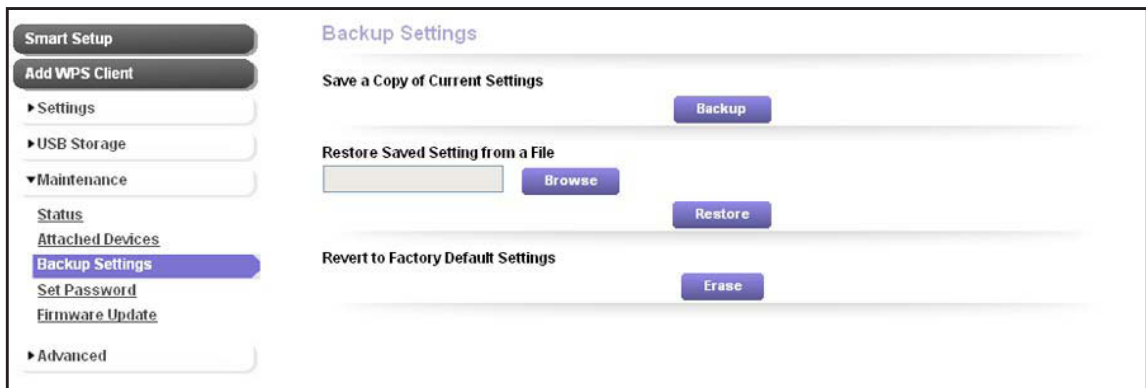 Smart Setup
Add WPS Client
▶Settings
▶USB Storage
▼Maintenance
Status
Attached Devices
Backup Settings
Set Password
Firmware Update
▶Advanced
Backup Settings
Save a Copy of Current Settings
Backup
Restore Saved Setting from a File
Browse
Restore
Revert to Factory Default Settings
Erase